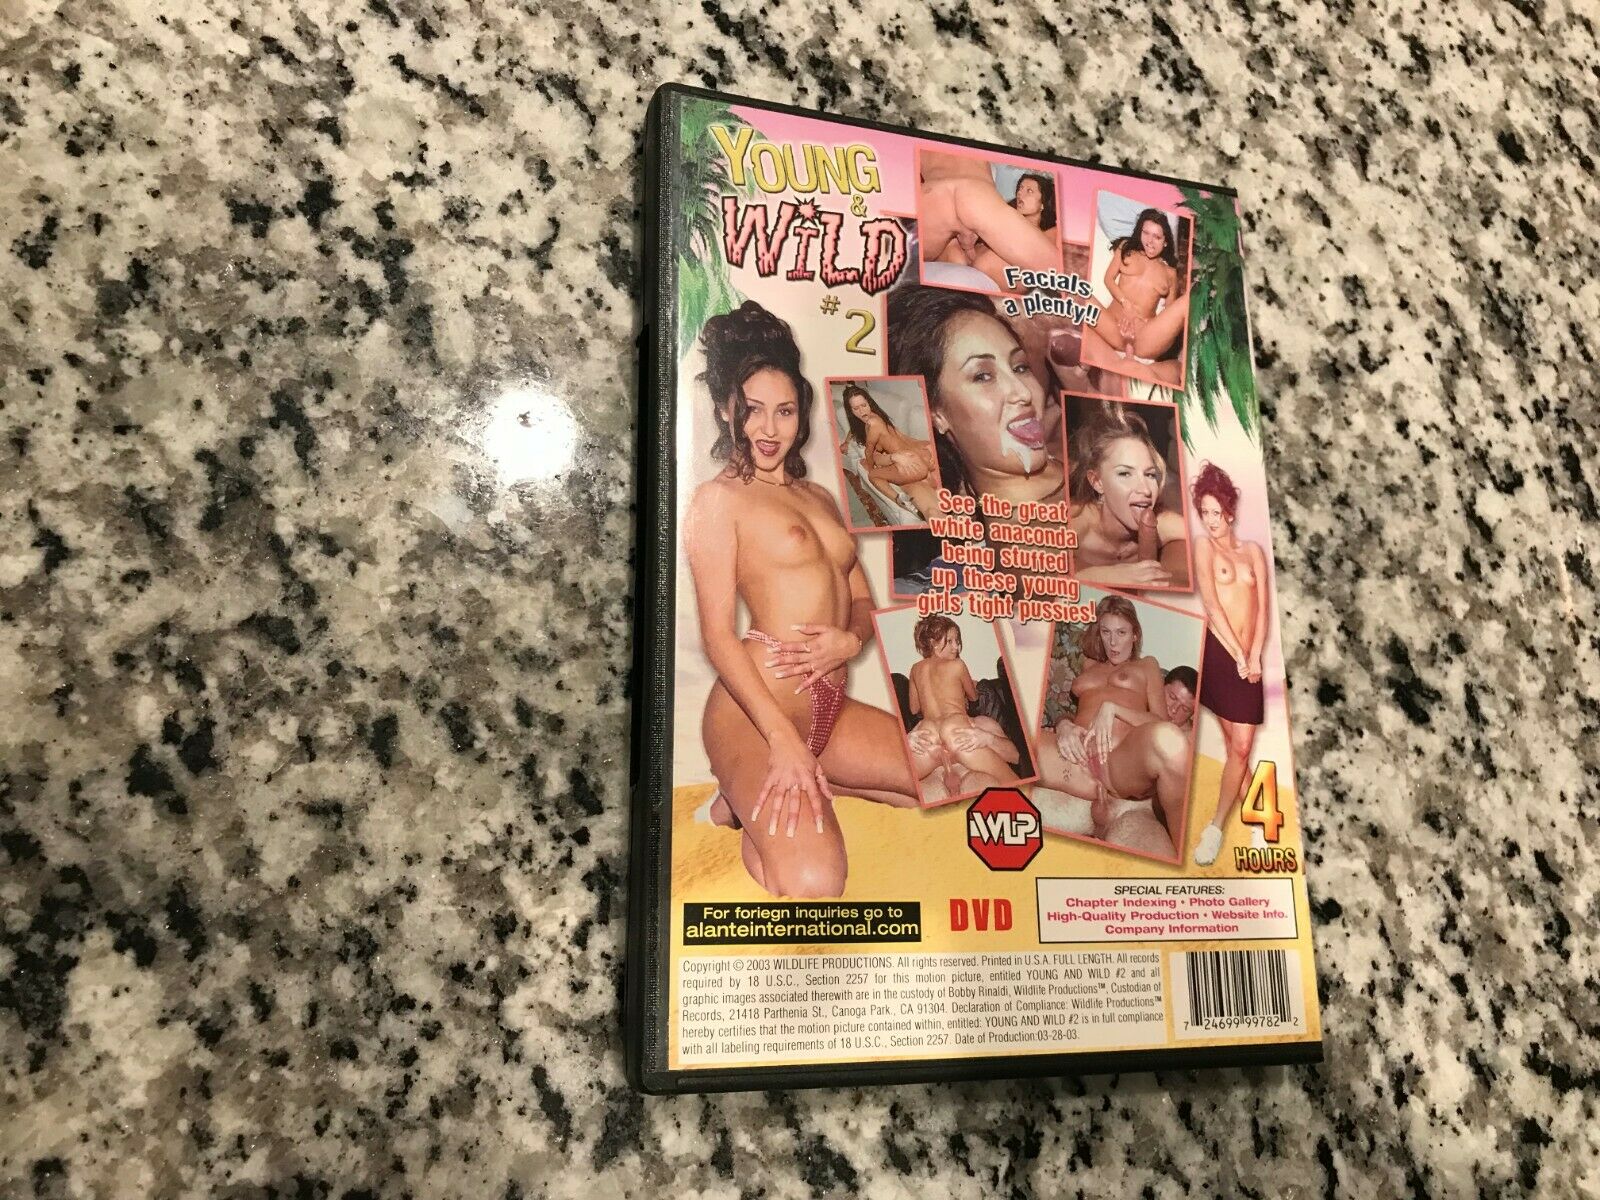 YOUNG
&
WILD
#2
Facials
a plenty!!
See the great
white anaconda
being stuffed
up these young
girls tight pussies!
WLP
4
HOURS
For foriegn inquiries go to
alanteinternational.com
DVD
SPECIAL FEATURES:
Chapter Indexing • Photo Gallery
High-Quality Production • Website Info.
Company Information
Copyright © 2003 WILDLIFE PRODUCTIONS. All rights reserved. Printed in U.S.A. FULL LENGTH. All records
required by 18 U.S.C., Section 2257 for this motion picture, entitled YOUNG AND WILD #2 and all
graphic images associated therewith are in the custody of Bobby Rinaldi, Wildlife Productions™, Custodian of
Records, 21418 Parthenia St., Canoga Park., CA 91304. Declaration of Compliance: Wildlife Productions™
hereby certifies that the motion picture contained within, entitled: YOUNG AND WILD #2 is in full compliance
with all labeling requirements of 18 U.S.C., Section 2257. Date of Production:03-28-03.
7 24699 99782 2